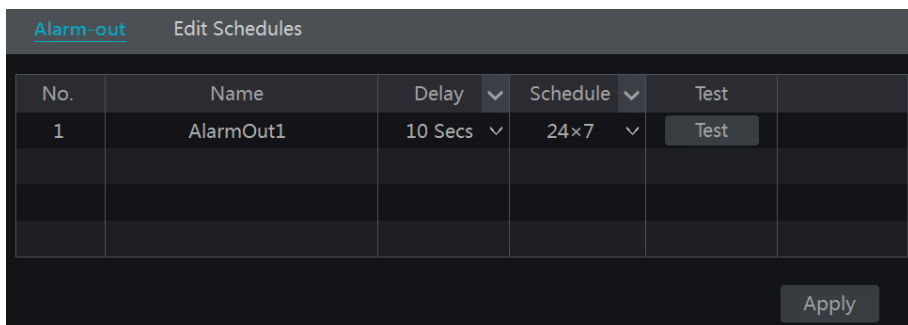 Alarm-out Edit Schedules
No. Name Delay Schedule Test
1 AlarmOut1 10 Secs 24×7 Test
Apply